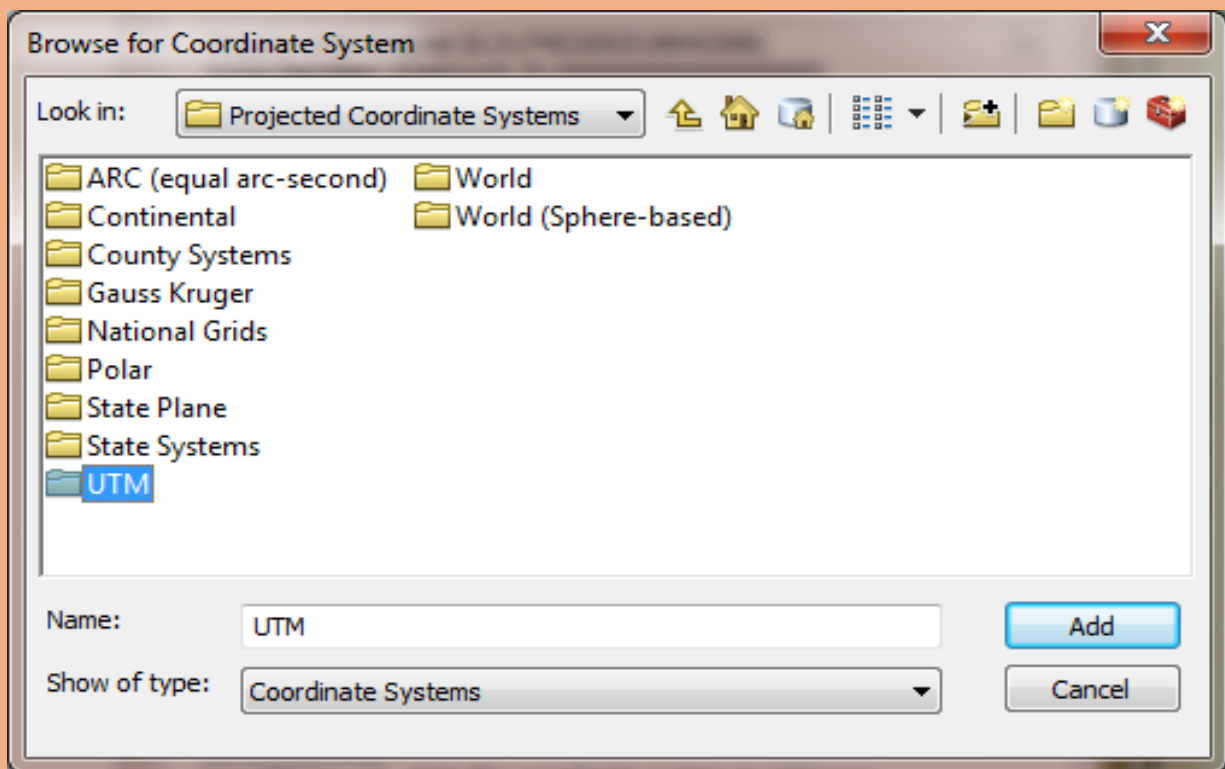 Browse for Coordinate System
Look in: Projected Coordinate Systems
ARC (equal arc-second) World
Continental World (Sphere-based)
County Systems
Gauss Kruger
National Grids
Polar
State Plane
State Systems
UTM
Name: UTM Add
Show of type: Coordinate Systems Cancel